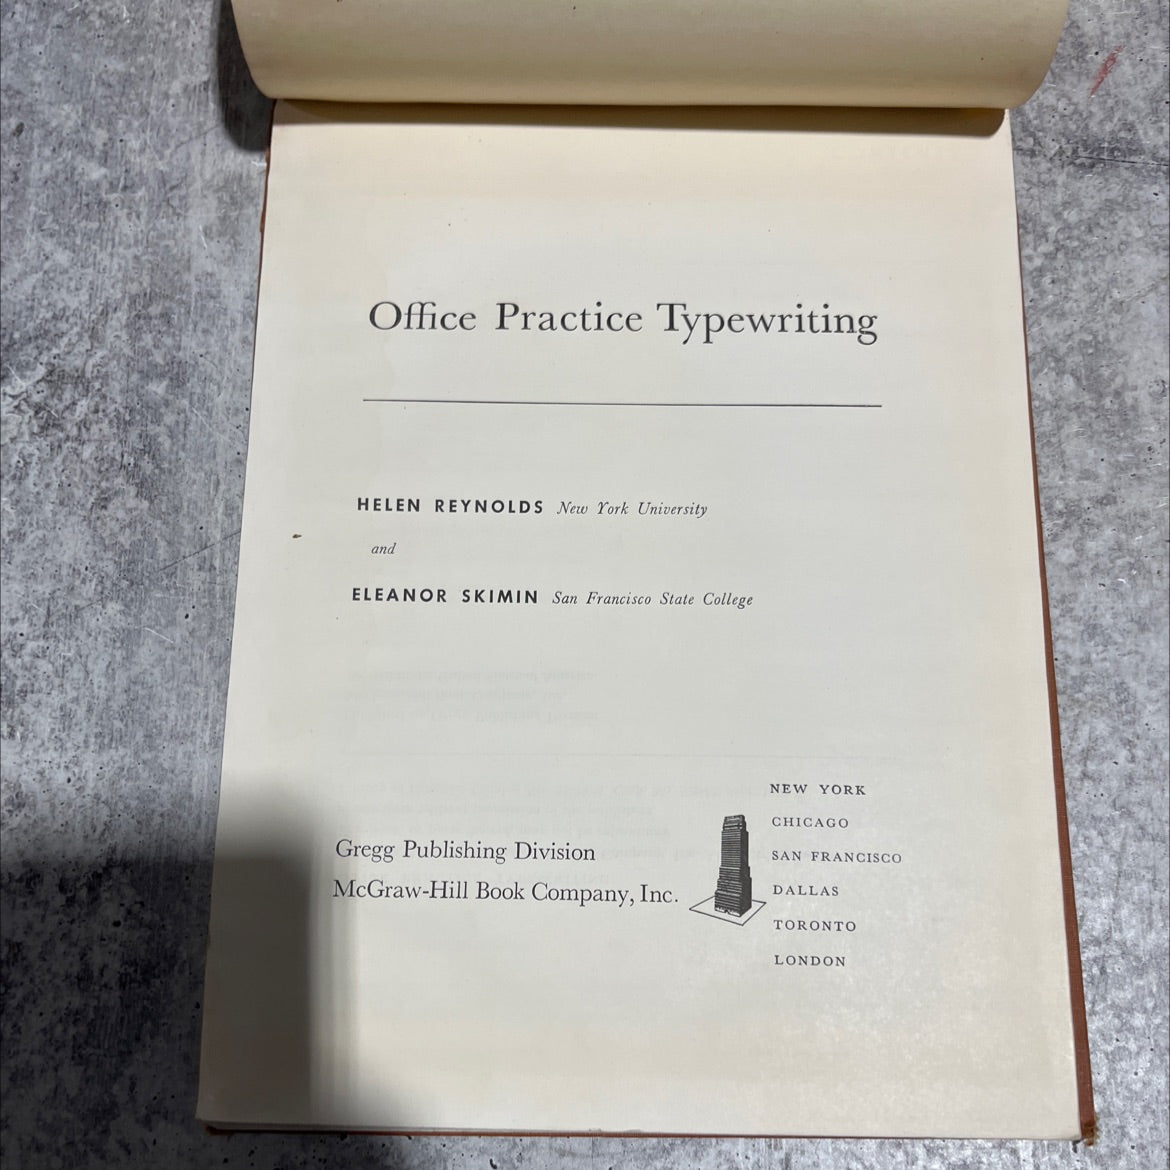 Office Practice Typewriting
HELEN REYNOLDS New York University
and
ELEANOR SKIMIN San Francisco State College
Gregg Publishing Division
McGraw-Hill Book Company, Inc.
NEW YORK
CHICAGO
SAN FRANCISCO
DALLAS
TORONTO
LONDON